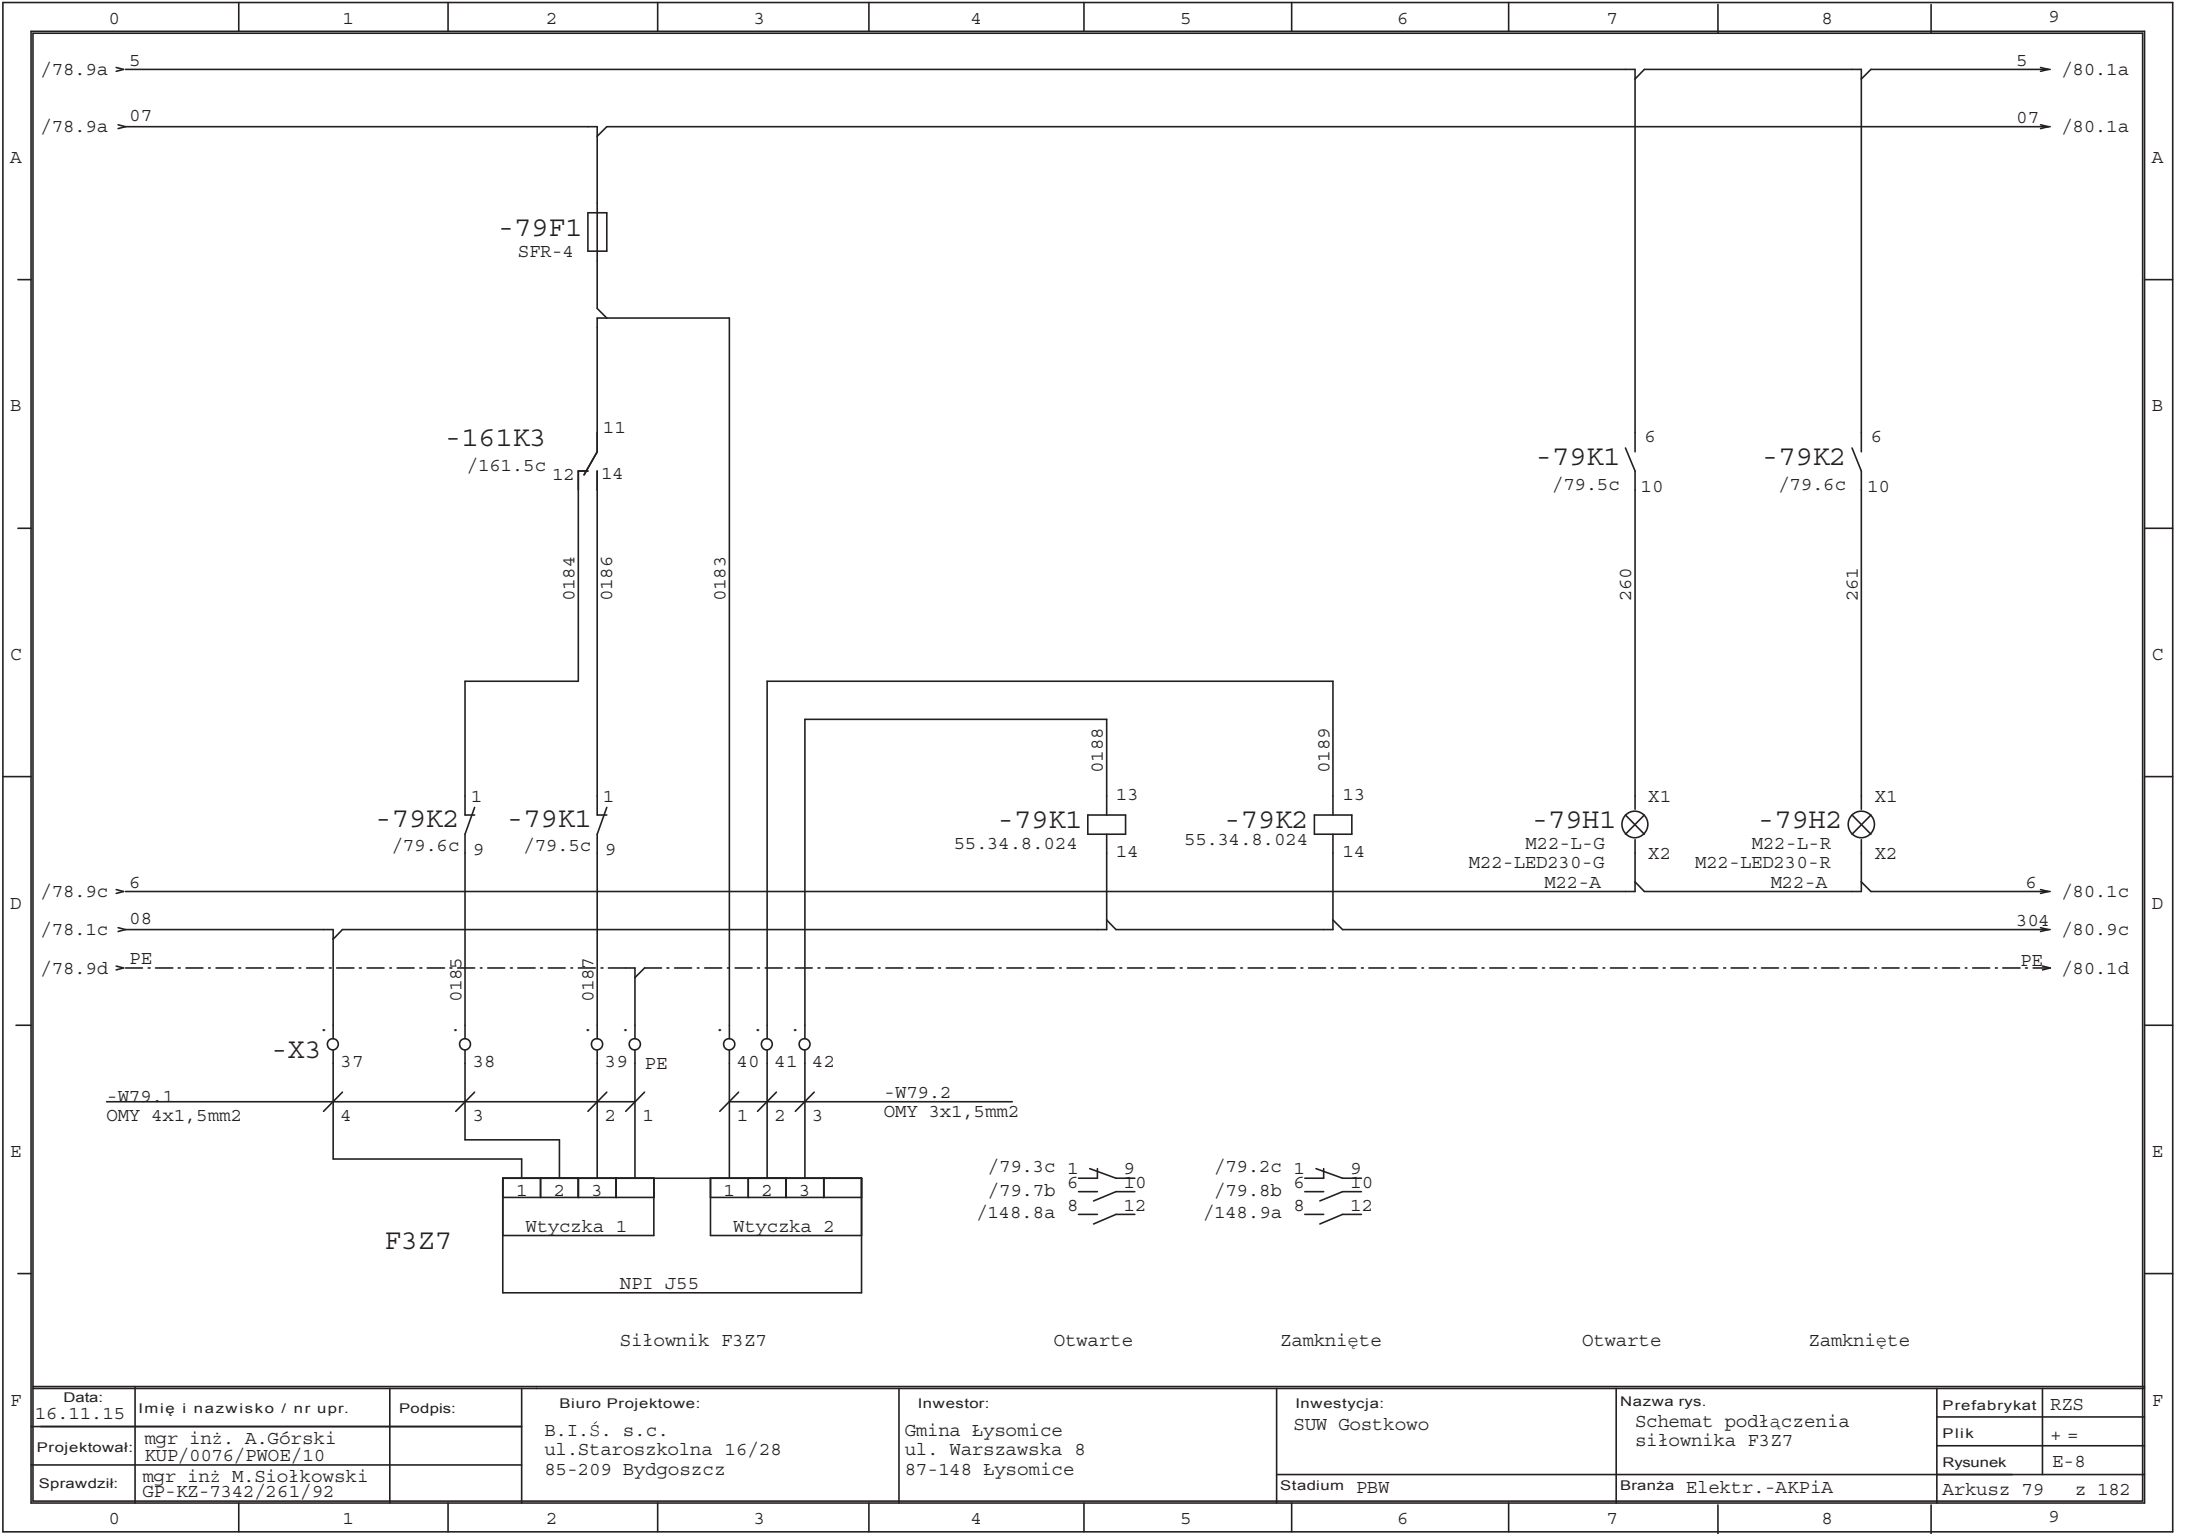 0 1 2 3 4 5 6 7 8 9
/78.9a 5 5 /80.1a
/78.9a 07 07 /80.1a
A A
-79F1
SFR-4
B B
-161K3 11
/161.5c 12 14
-79K1 6
/79.5c 10
-79K2 6
/79.6c 10
0184 0186 0183 260 261
C C
0188 0189
-79K2 1
/79.6c 9
-79K1 1
/79.5c 9
-79K1 13
55.34.8.024
14
-79K2 13
55.34.8.024
14
-79H1 X1
M22-L-G X2
M22-LED230-G
M22-A
-79H2 X1
M22-L-R X2
M22-LED230-R
M22-A
/78.9c 6 6 /80.1c
D D
/78.1c 08 304 /80.9c
/78.9d PE PE /80.1d
0185 0187
-X3 37 38 39 PE 40 41 42
-W79.1
OMY 4x1,5mm2
4 3 2 1 1 2 3
-W79.2
OMY 3x1,5mm2
E E
/79.3c 1 9
/79.7b 6 10
/148.8a 8 12
/79.2c 1 9
/79.8b 6 10
/148.9a 8 12
1 2 3 1 2 3
Wtyczka 1 Wtyczka 2
F3Z7
NPI J55
Siłownik F3Z7 Otwarte Zamknięte Otwarte Zamknięte
F F
Data:
16.11.15
Imię i nazwisko / nr upr.
Podpis:
Projektował:
mgr inż. A.Górski
KUP/0076/PWOE/10
Sprawdził:
mgr inż M.Siołkowski
GP-KZ-7342/261/92
Biuro Projektowe:
B.I.Ś. s.c.
ul.Staroszkolna 16/28
85-209 Bydgoszcz
Inwestor:
Gmina Łysomice
ul. Warszawska 8
87-148 Łysomice
Inwestycja:
SUW Gostkowo
Stadium PBW
Nazwa rys.
Schemat podłączenia
siłownika F3Z7
Branża Elektr.-AKPiA
Prefabrykat RZS
Plik + =
Rysunek E-8
Arkusz 79 z 182
0 1 2 3 4 5 6 7 8 9